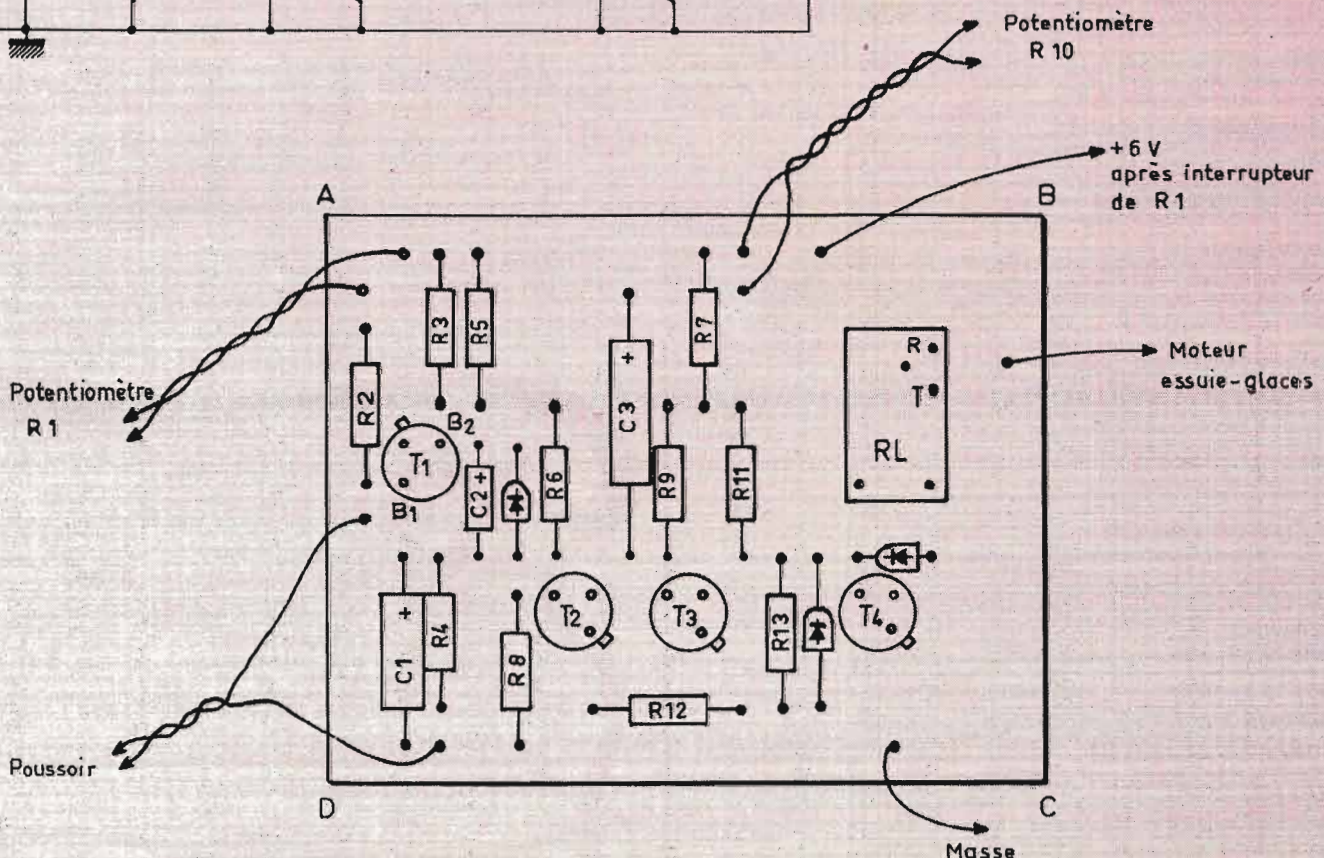 Potentiomètre
R 10
+6 V
après interrupteur
de R1
A
B
R3
R5
R7
R
Moteur
essuie-glaces
Potentiomètre
R1
R2
C3
+
T
B2
T1
RL
C2 +
R6
R9
R11
B1
+
C1
R4
R8
T2
T3
R13
T4
R12
Poussoir
D
C
Masse